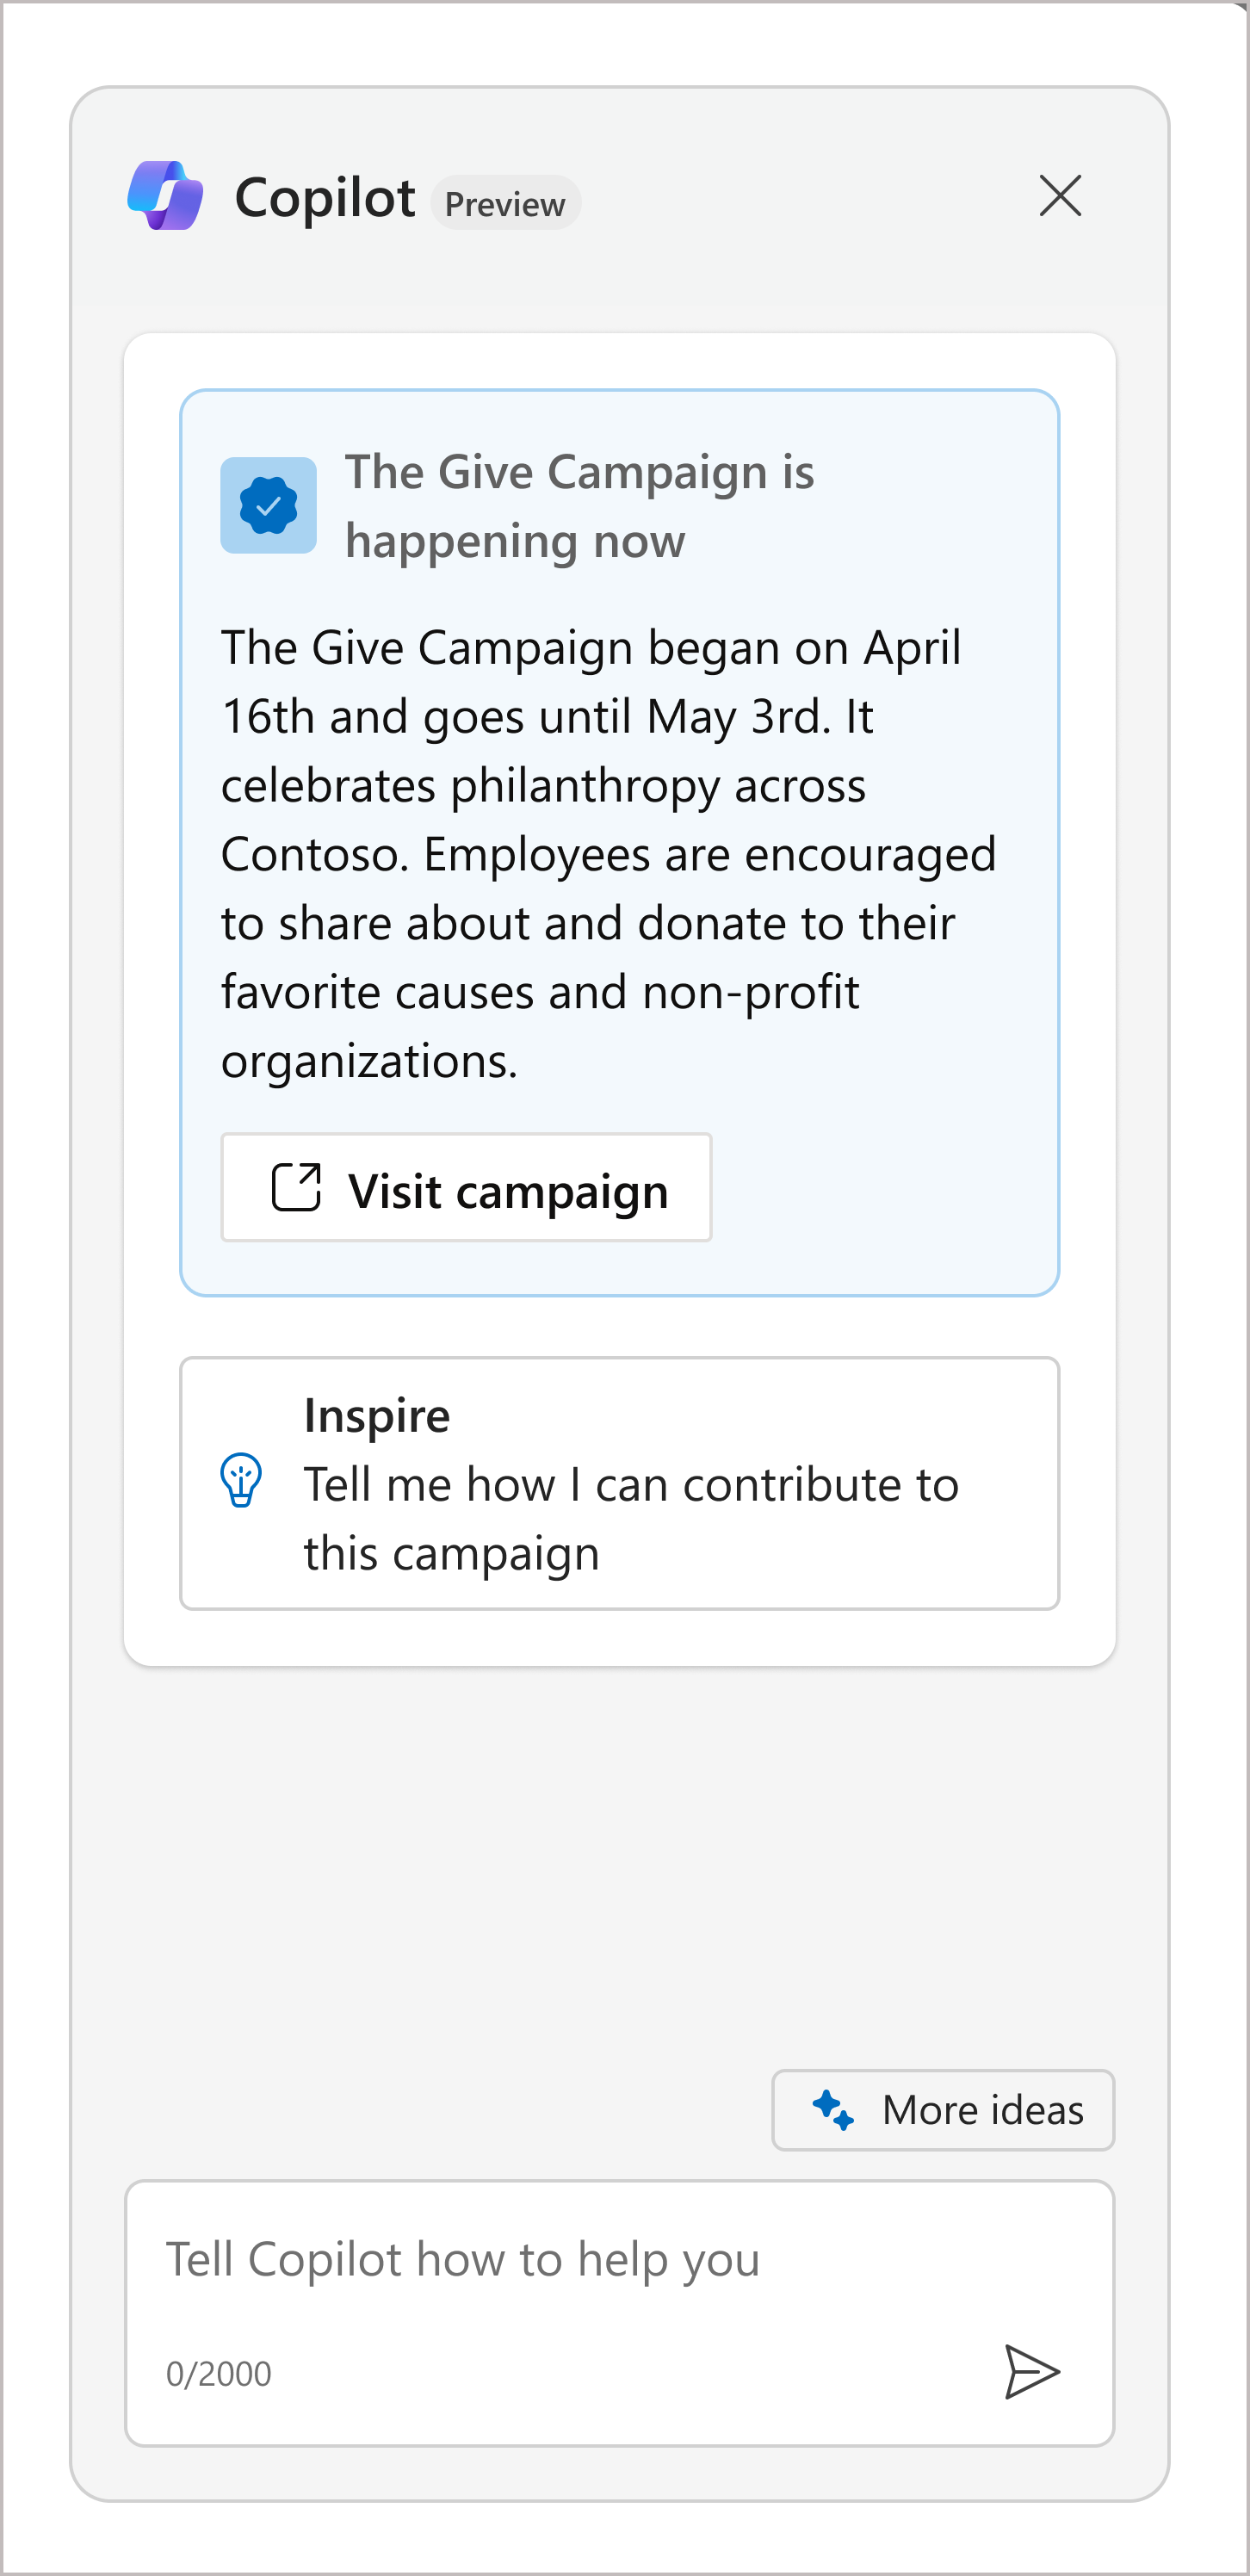 Copilot Preview
The Give Campaign is
happening now
The Give Campaign began on April
16th and goes until May 3rd. It
celebrates philanthropy across
Contoso. Employees are encouraged
to share about and donate to their
favorite causes and non-profit
organizations.
Visit campaign
Inspire
Tell me how I can contribute to
this campaign
More ideas
Tell Copilot how to help you
0/2000